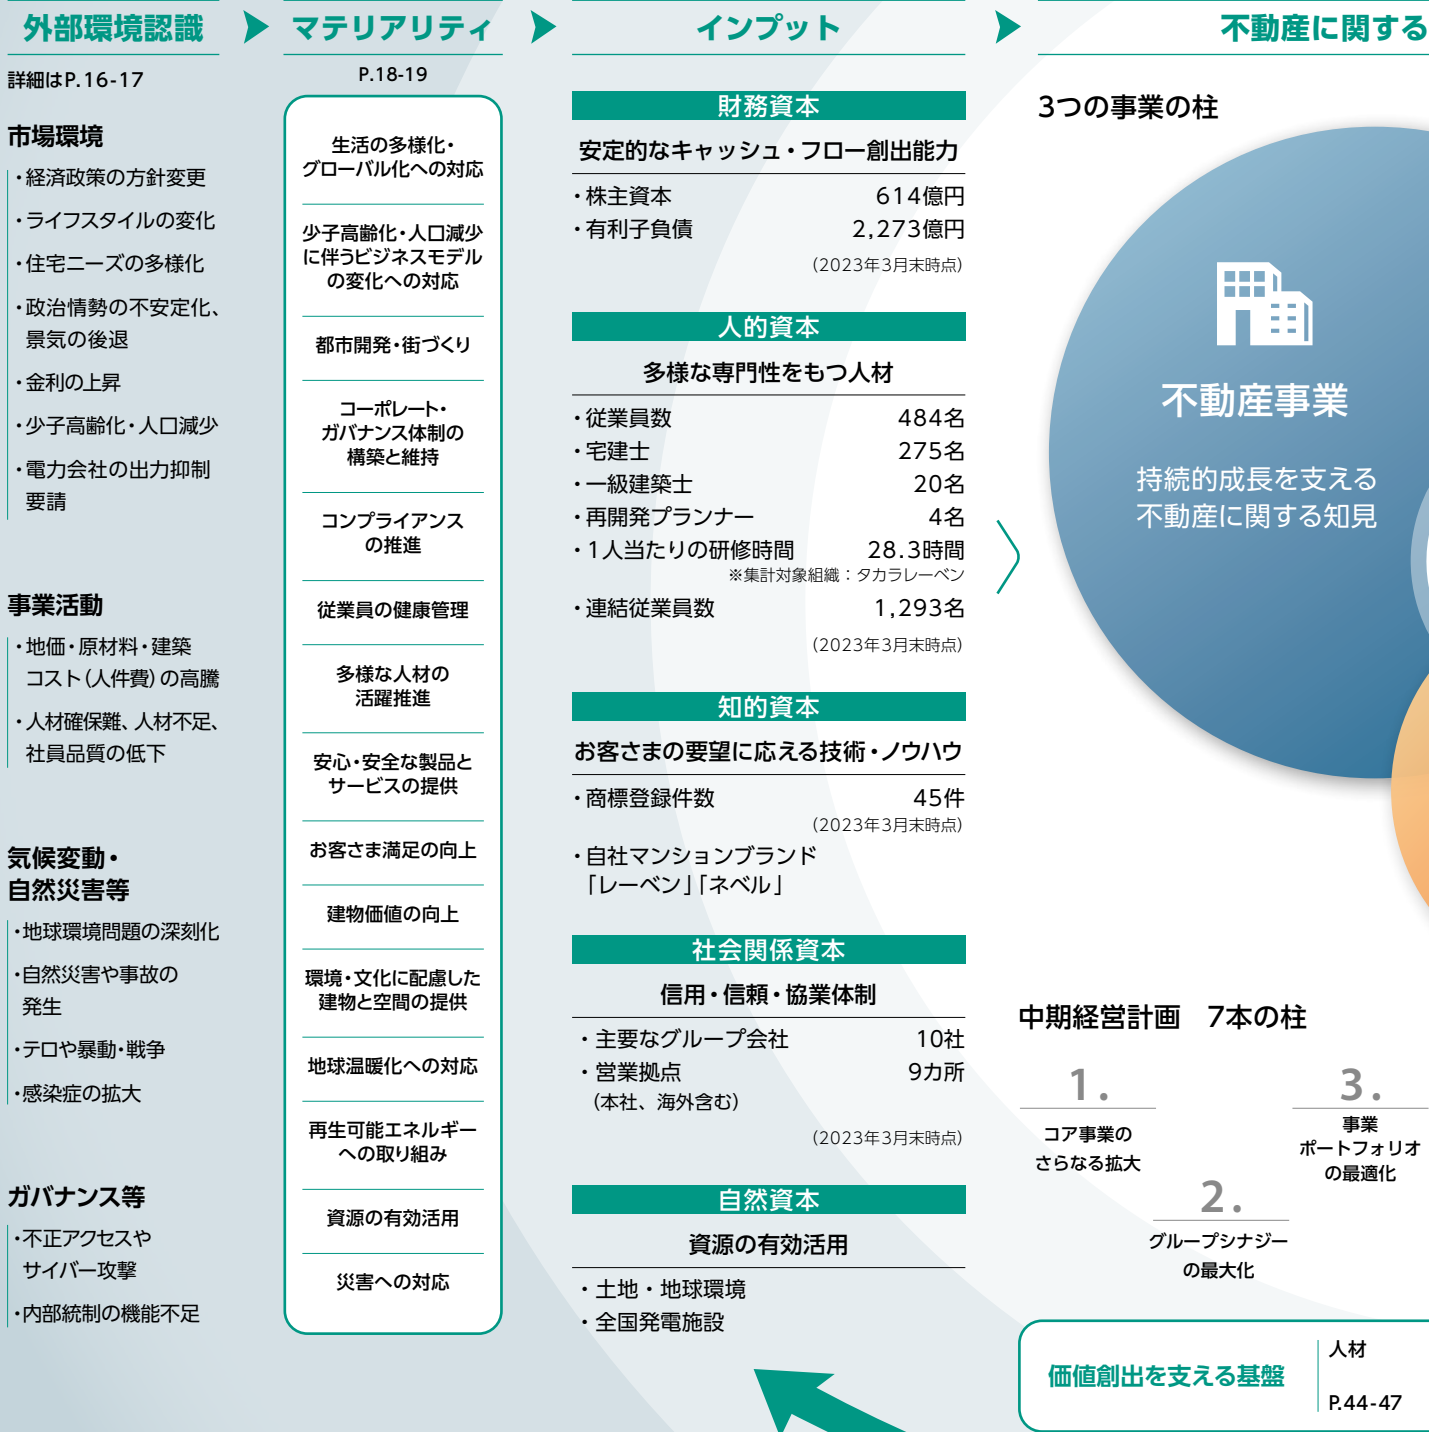 外部環境認識
詳細はP.16-17
市場環境
・経済政策の方針変更
・ライフスタイルの変化
・住宅ニーズの多様化
・政治情勢の不安定化、
景気の後退
・金利の上昇
・少子高齢化・人口減少
・電力会社の出力抑制
要請
事業活動
・地価・原材料・建築
コスト（人件費）の高騰
・人材確保難、人材不足、
社員品質の低下
気候変動・
自然災害等
・地球環境問題の深刻化
・自然災害や事故の
発生
・テロや暴動・戦争
・感染症の拡大
ガバナンス等
・不正アクセスや
サイバー攻撃
・内部統制の機能不足
マテリアリティ
P.18-19
生活の多様化・
グローバル化への対応
少子高齢化・人口減少
に伴うビジネスモデル
の変化への対応
都市開発・街づくり
コーポレート・
ガバナンス体制の
構築と維持
コンプライアンス
の推進
従業員の健康管理
多様な人材の
活躍推進
安心・安全な製品と
サービスの提供
お客さま満足の向上
建物価値の向上
環境・文化に配慮した
建物と空間の提供
地球温暖化への対応
再生可能エネルギー
への取り組み
資源の有効活用
災害への対応
インプット
財務資本
安定的なキャッシュ・フロー創出能力
・株主資本 614億円
・有利子負債 2,273億円
（2023年3月末時点）
人的資本
多様な専門性をもつ人材
・従業員数 484名
・宅建士 275名
・一級建築士 20名
・再開発プランナー 4名
・1人当たりの研修時間 28.3時間
※集計対象組織：タカラレーベン
・連結従業員数 1,293名
（2023年3月末時点）
知的資本
お客さまの要望に応える技術・ノウハウ
・商標登録件数 45件
（2023年3月末時点）
・自社マンションブランド
「レーベン」「ネベル」
社会関係資本
信用・信頼・協業体制
・主要なグループ会社 10社
・営業拠点 9カ所
（本社、海外含む）
（2023年3月末時点）
自然資本
資源の有効活用
・土地・地球環境
・全国発電施設
不動産に関する
3つの事業の柱
不動産事業
持続的成長を支える
不動産に関する知見
中期経営計画　7本の柱
1.
コア事業の
さらなる拡大
2.
グループシナジー
の最大化
3.
事業
ポートフォリオ
の最適化
価値創出を支える基盤
人材
P.44-47